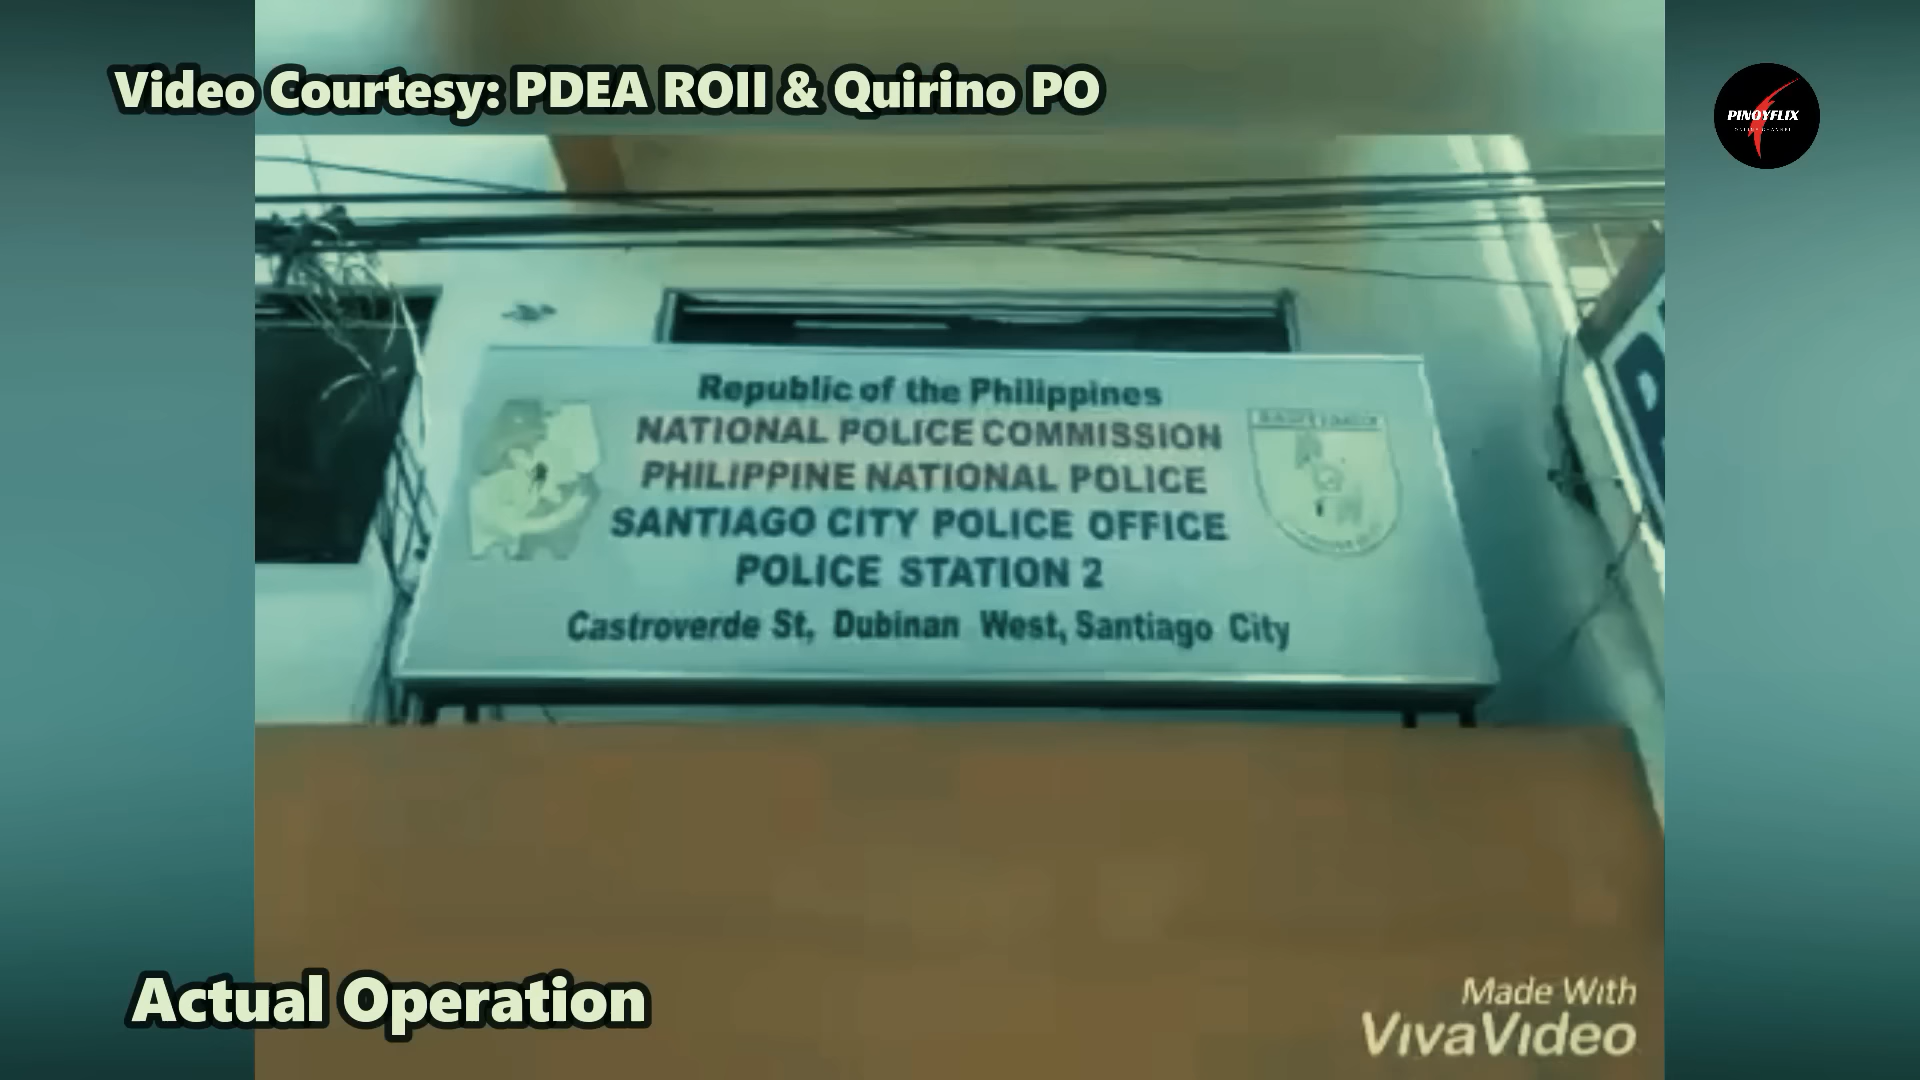 Video Courtesy: PDEA ROII & Quirino PO
PINOYFLIX
Republic of the Philippines
NATIONAL POLICE COMMISSION
PHILIPPINE NATIONAL POLICE
SANTIAGO CITY POLICE OFFICE
POLICE STATION 2
Castroverde St, Dubinan West, Santiago City
Actual Operation
Made With
VivaVideo